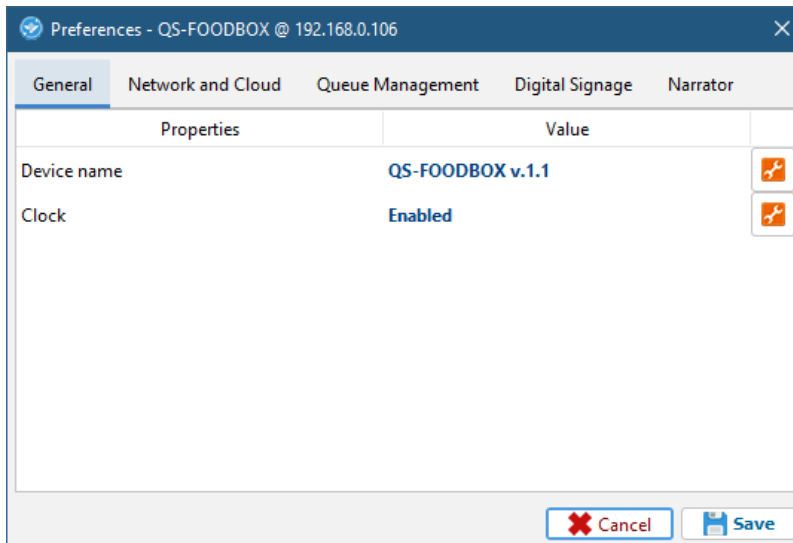 Preferences - QS-FOODBOX @ 192.168.0.106
General Network and Cloud Queue Management Digital Signage Narrator
Properties Value
Device name QS-FOODBOX v.1.1
Clock Enabled
Cancel Save